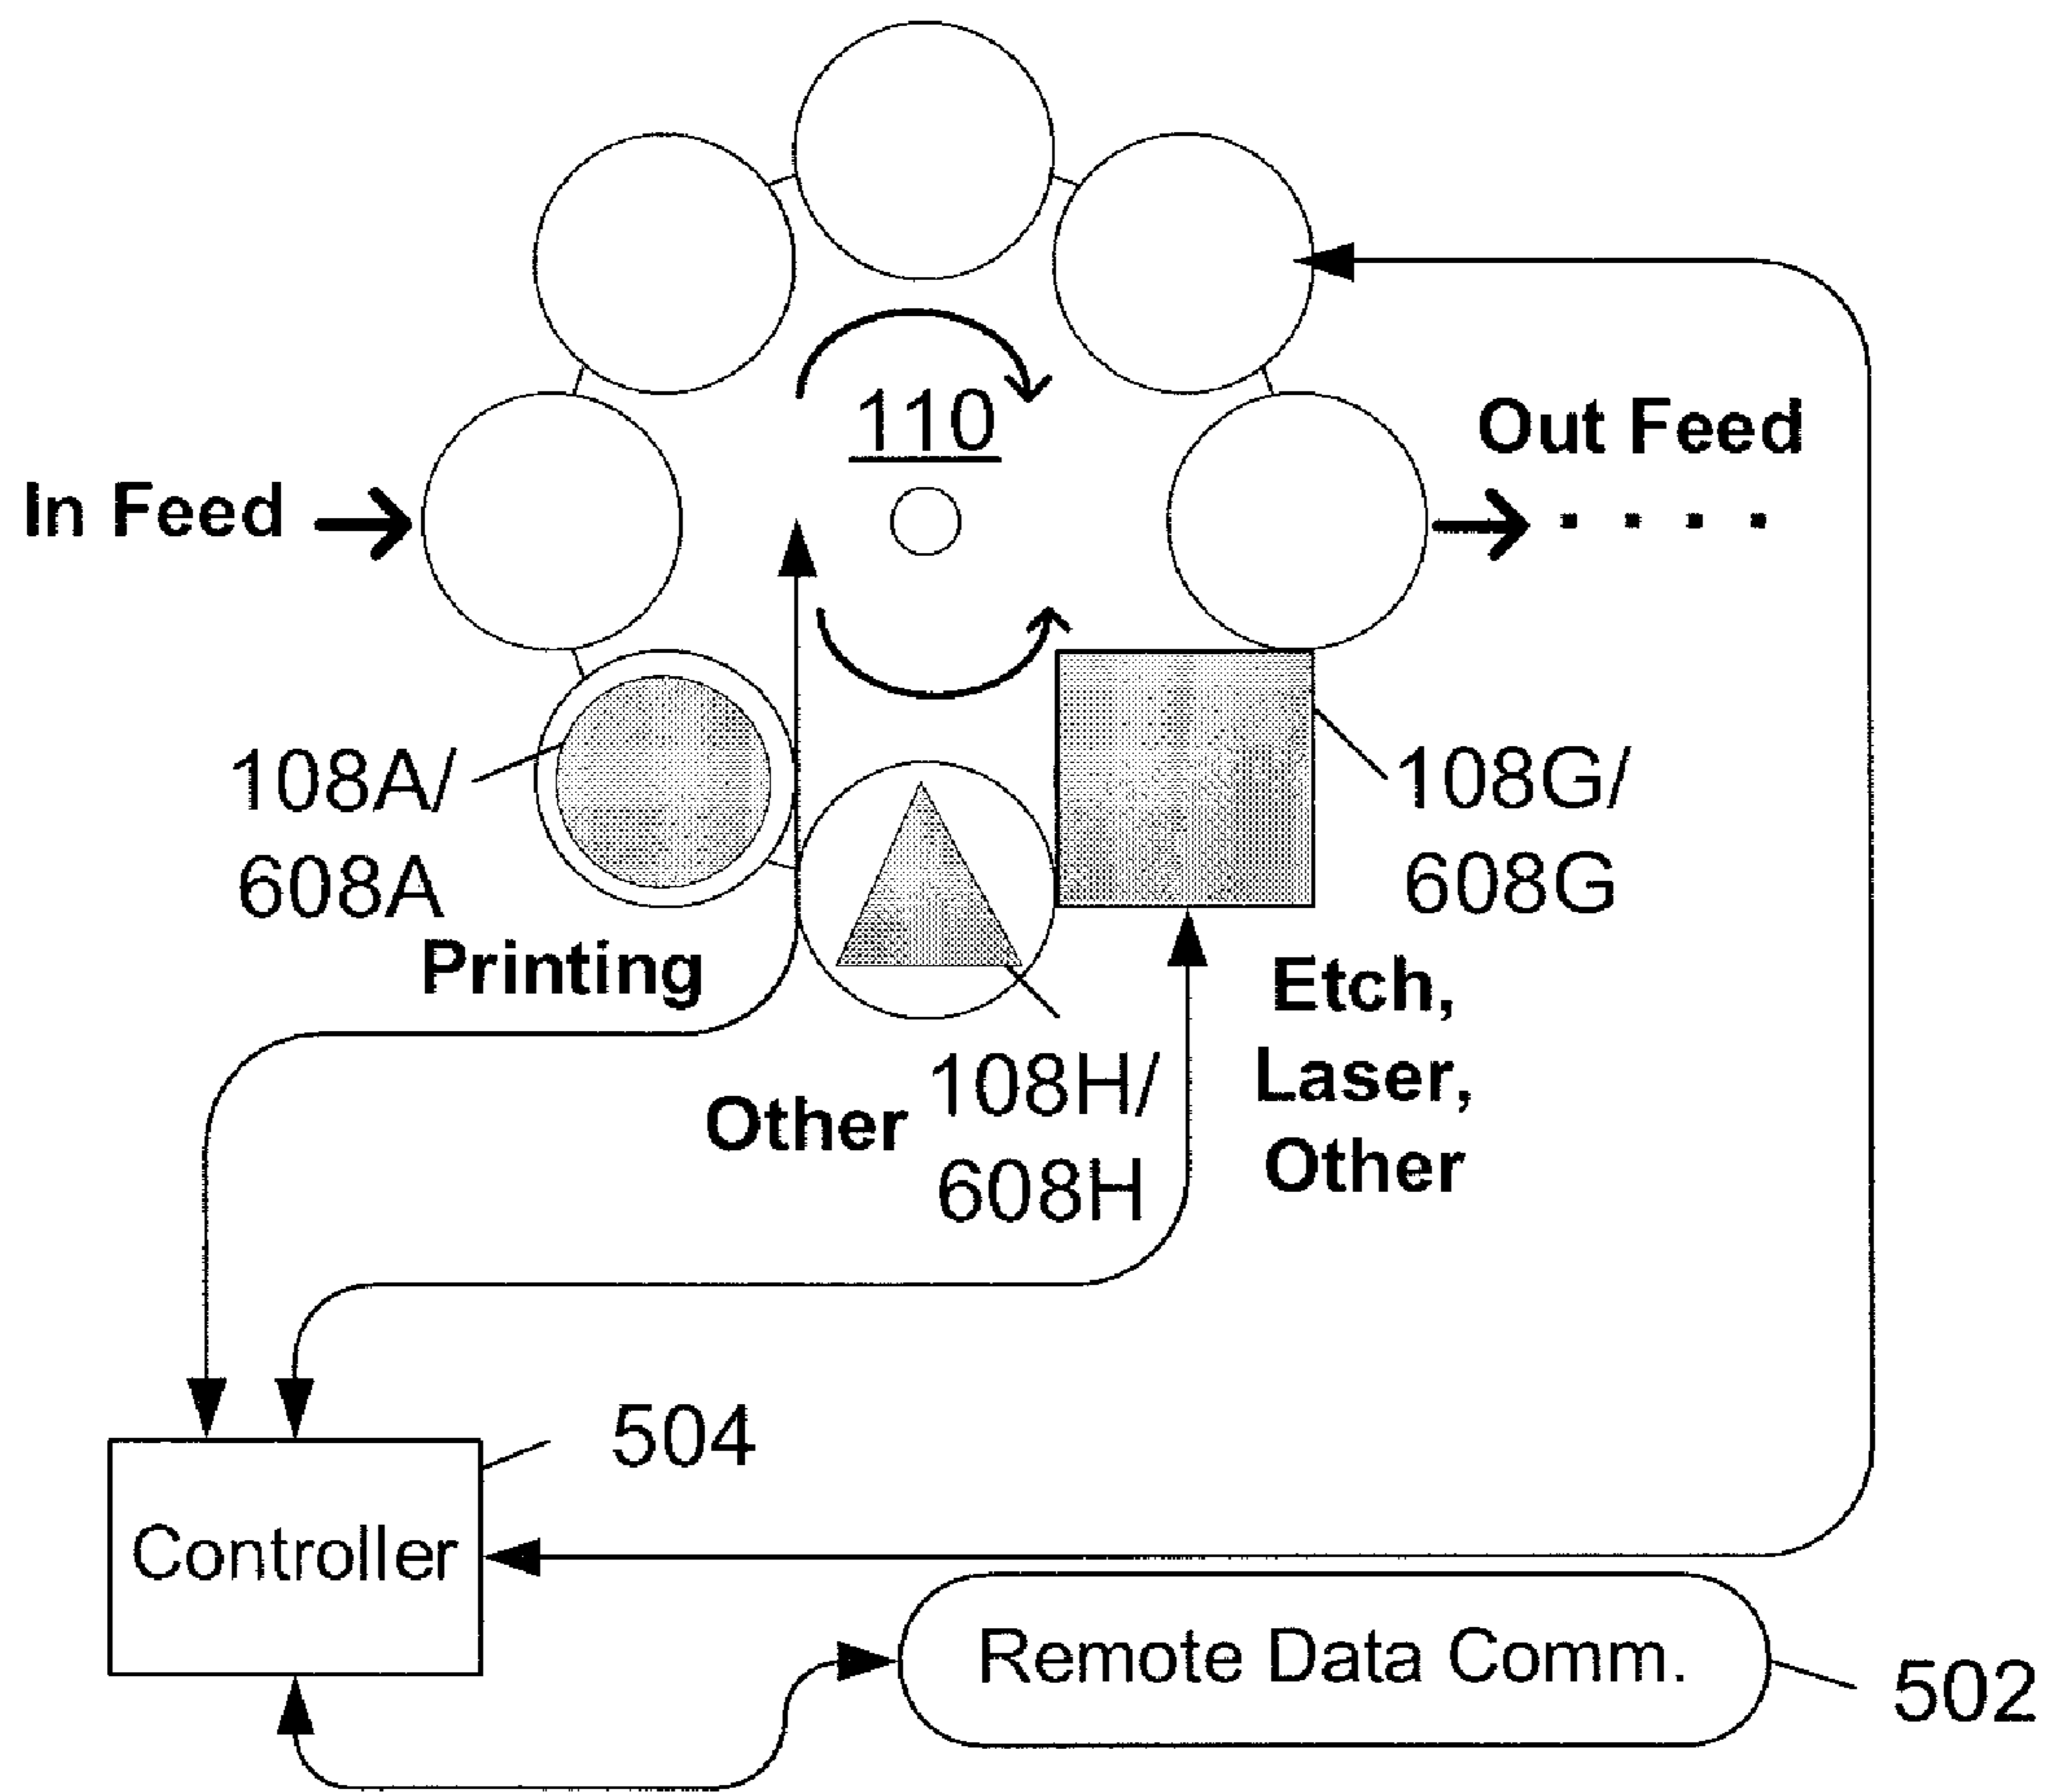 110
Out Feed
In Feed
108A/
608A
108G/
608G
Printing
Etch,
Laser,
Other
108H/
608H
Other
504
Controller
Remote Data Comm.
502